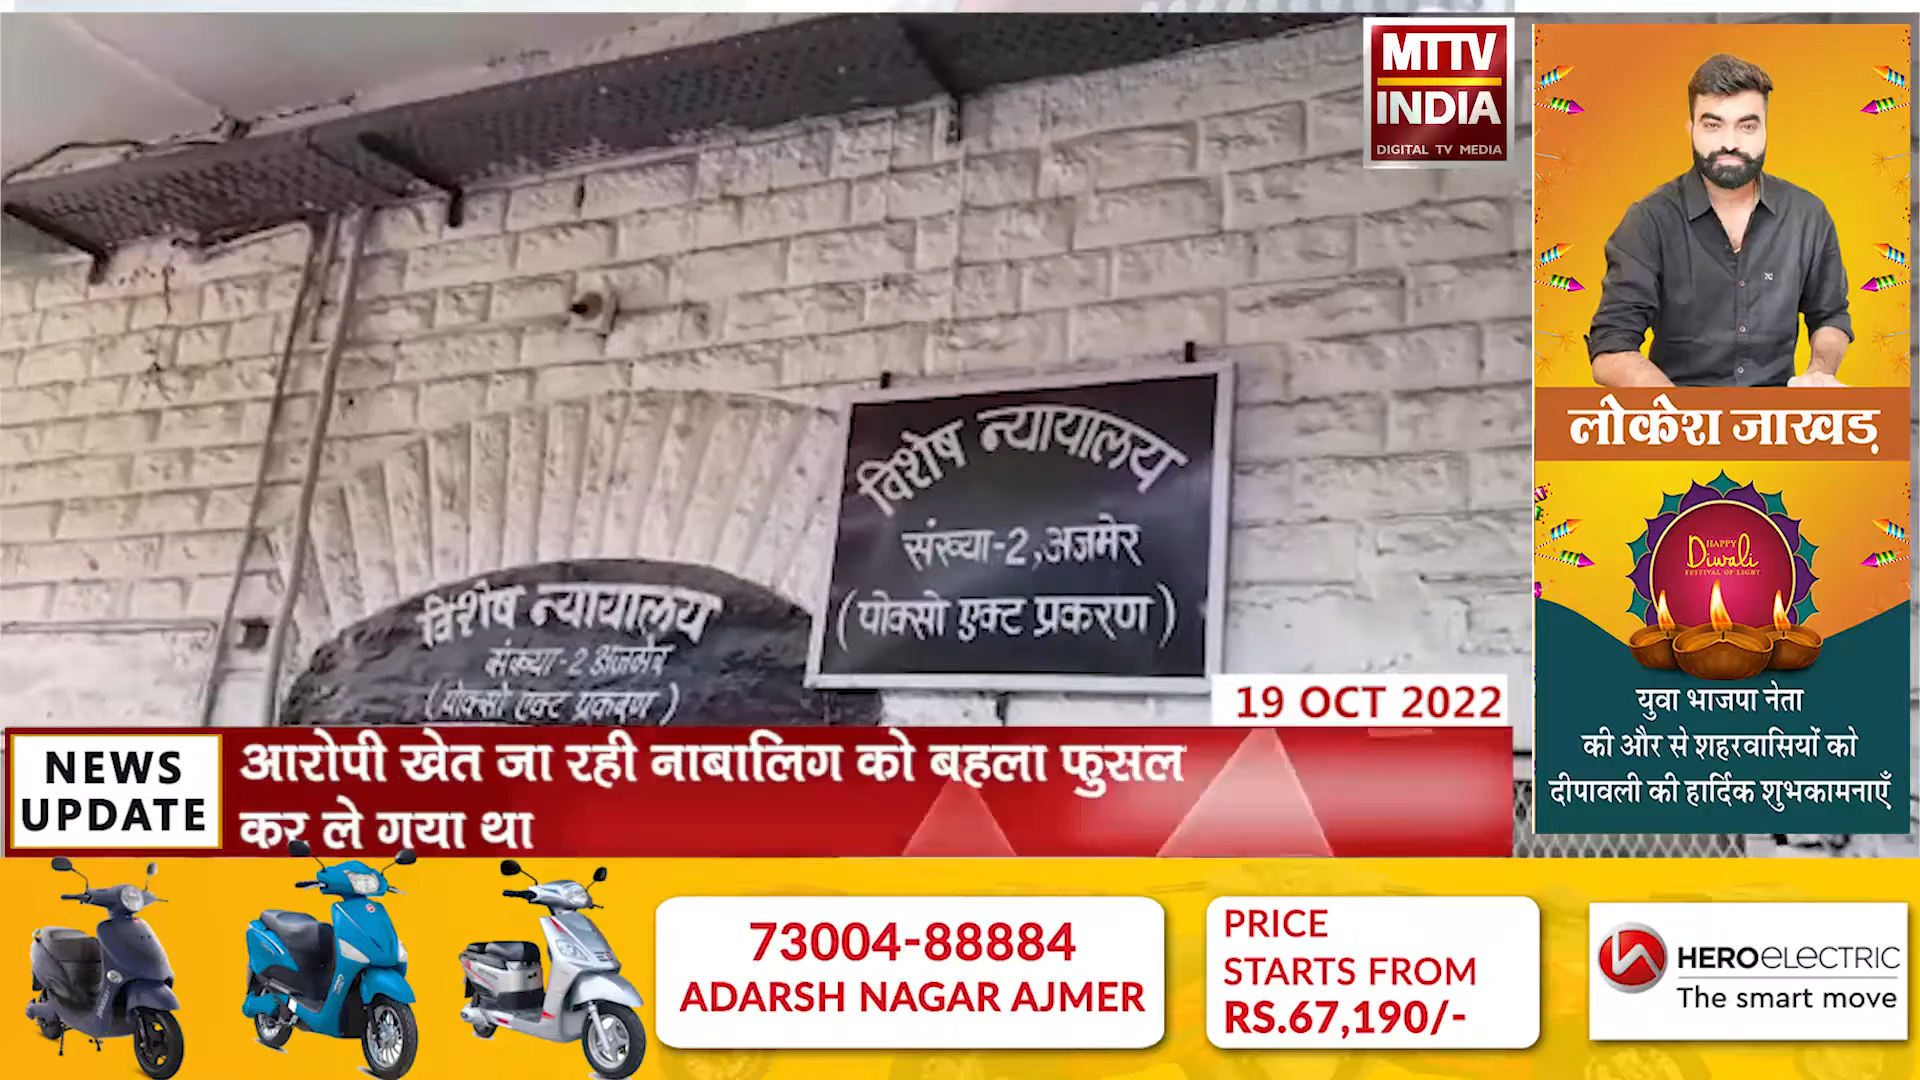 MTTV
INDIA
DIGITAL TV MEDIA
विशेष न्यायालय
संख्या-2,अजमेर
(पोक्सो एक्ट प्रकरण)
विशेष न्यायालय
संख्या-2 अजमेर
(पोक्सो एक्ट प्रकरण)
19 OCT 2022
NEWS
UPDATE
आरोपी खेत जा रही नाबालिग को बहला फुसल
कर ले गया था
लोकेश जाखड़
HAPPY
Diwali
FESTIVAL OF LIGHT
युवा भाजपा नेता
की और से शहरवासियों को
दीपावली की हार्दिक शुभकामनाएँ
73004-88884
ADARSH NAGAR AJMER
PRICE
STARTS FROM
RS.67,190/-
HEROELECTRIC
The smart move